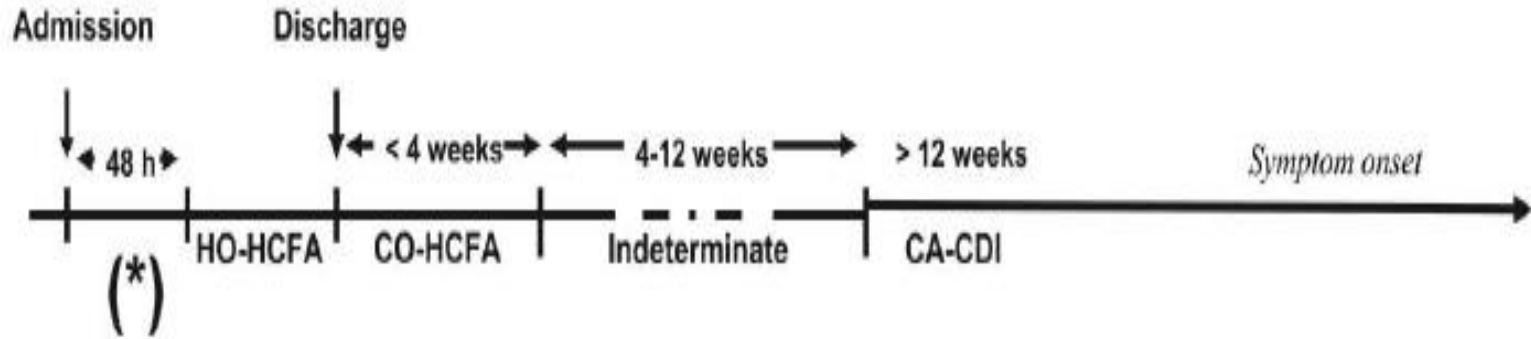 Admission Discharge
48 h < 4 weeks 4-12 weeks > 12 weeks Symptom onset
HO-HCFA CO-HCFA Indeterminate CA-CDI
(*)